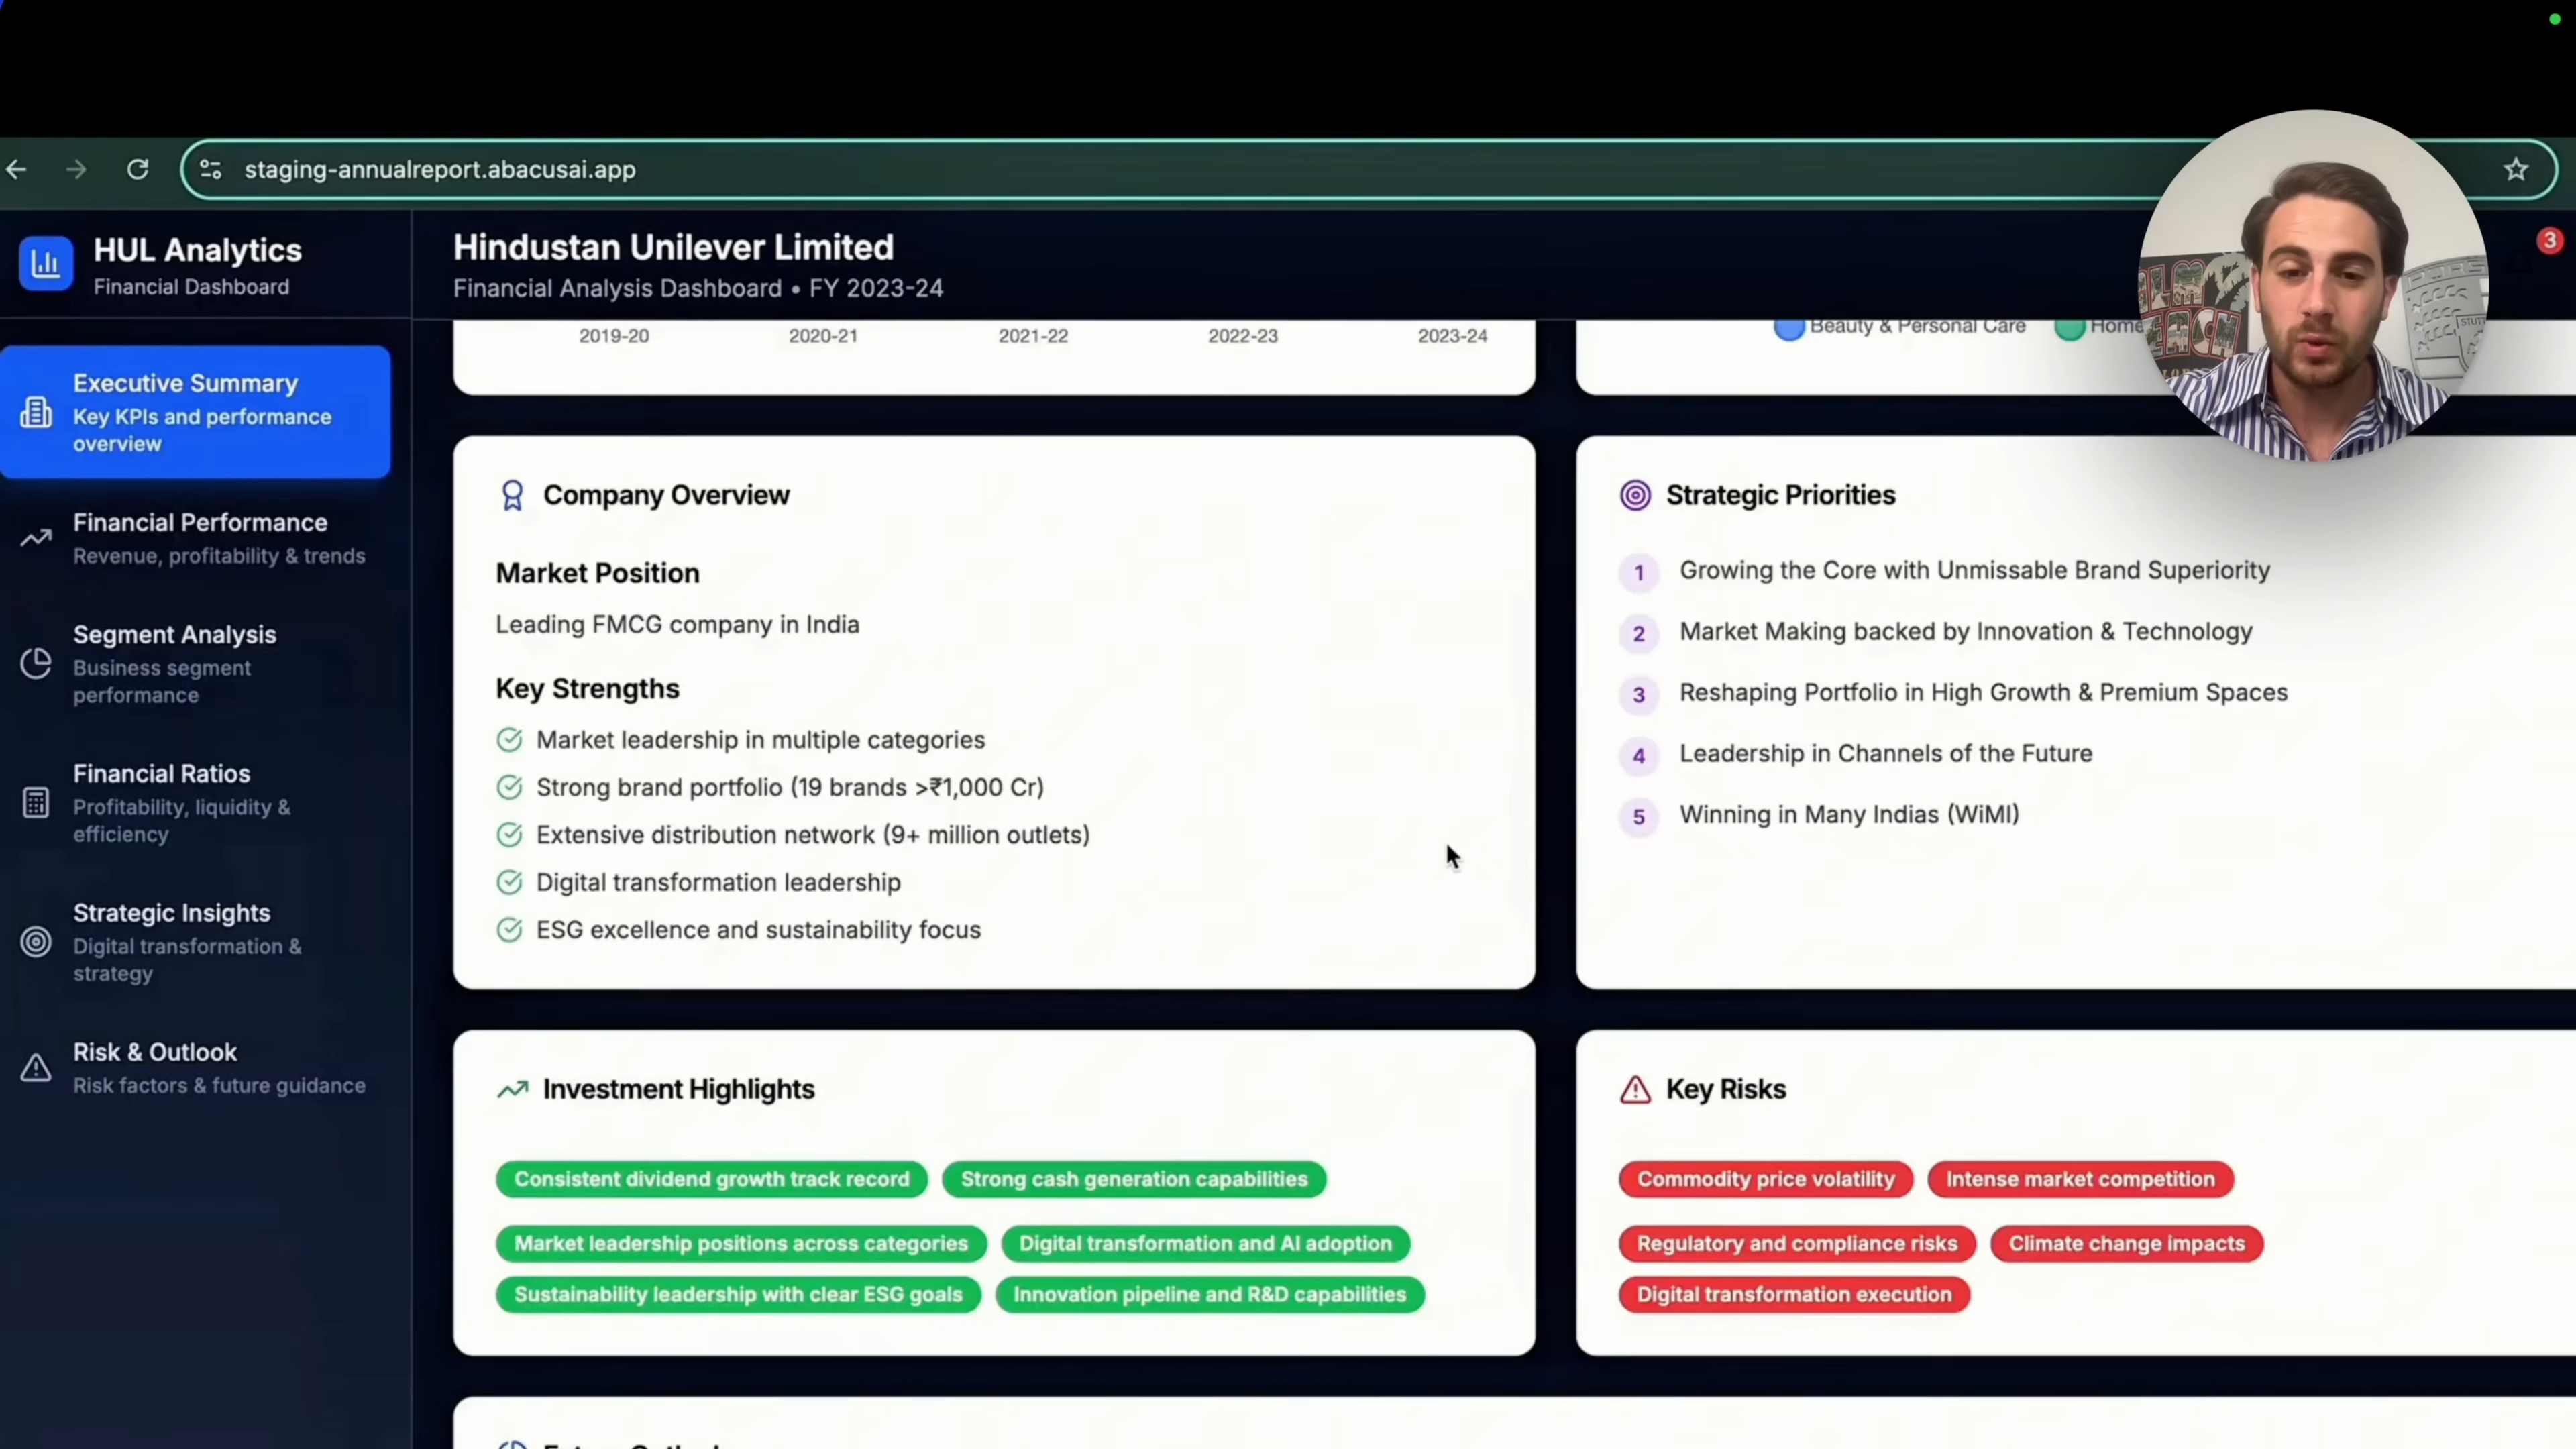 staging-annualreport.abacusai.app
HUL Analytics
Financial Dashboard
Hindustan Unilever Limited
Financial Analysis Dashboard • FY 2023-24
3
Executive Summary
Key KPIs and performance
overview
Financial Performance
Revenue, profitability & trends
Segment Analysis
Business segment
performance
Financial Ratios
Profitability, liquidity &
efficiency
Strategic Insights
Digital transformation &
strategy
Risk & Outlook
Risk factors & future guidance
2019-20 2020-21 2021-22 2022-23 2023-24
Beauty & Personal Care Home
Company Overview
Market Position
Leading FMCG company in India
Key Strengths
Market leadership in multiple categories
Strong brand portfolio (19 brands >₹1,000 Cr)
Extensive distribution network (9+ million outlets)
Digital transformation leadership
ESG excellence and sustainability focus
Strategic Priorities
1 Growing the Core with Unmissable Brand Superiority
2 Market Making backed by Innovation & Technology
3 Reshaping Portfolio in High Growth & Premium Spaces
4 Leadership in Channels of the Future
5 Winning in Many Indias (WiMI)
Investment Highlights
Consistent dividend growth track record Strong cash generation capabilities
Market leadership positions across categories Digital transformation and AI adoption
Sustainability leadership with clear ESG goals Innovation pipeline and R&D capabilities
Key Risks
Commodity price volatility Intense market competition
Regulatory and compliance risks Climate change impacts
Digital transformation execution